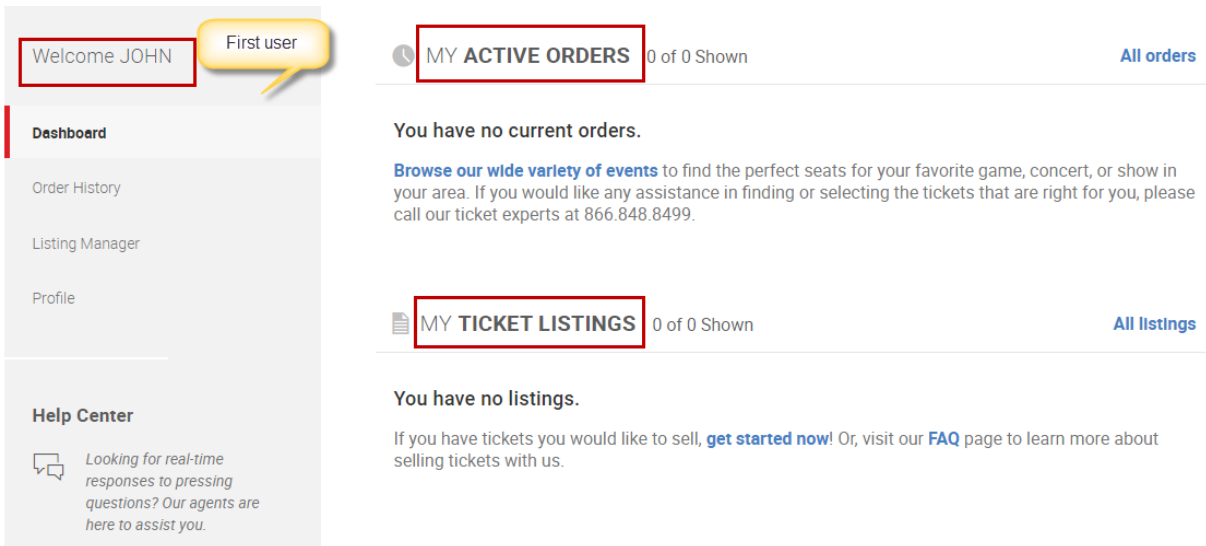 Welcome JOHN
First user
Dashboard
Order History
Listing Manager
Profile
Help Center
Looking for real-time
responses to pressing
questions? Our agents are
here to assist you.
MY ACTIVE ORDERS 0 of 0 Shown
All orders
You have no current orders.
Browse our wide variety of events to find the perfect seats for your favorite game, concert, or show in
your area. If you would like any assistance in finding or selecting the tickets that are right for you, please
call our ticket experts at 866.848.8499.
MY TICKET LISTINGS 0 of 0 Shown
All listings
You have no listings.
If you have tickets you would like to sell, get started now! Or, visit our FAQ page to learn more about
selling tickets with us.